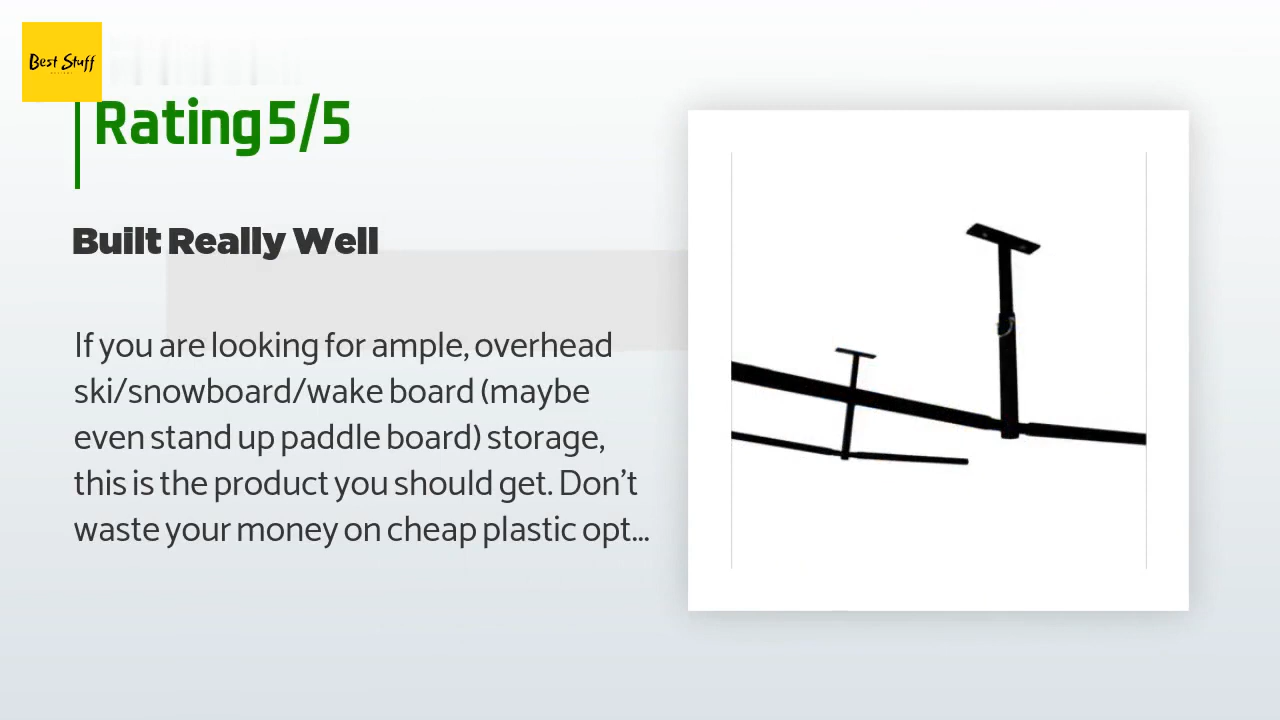 Best Stuff
Rating 5/5
Built Really Well
If you are looking for ample, overhead
ski/snowboard/wake board (maybe
even stand up paddle board) storage,
this is the product you should get. Don't
waste your money on cheap plastic opt...